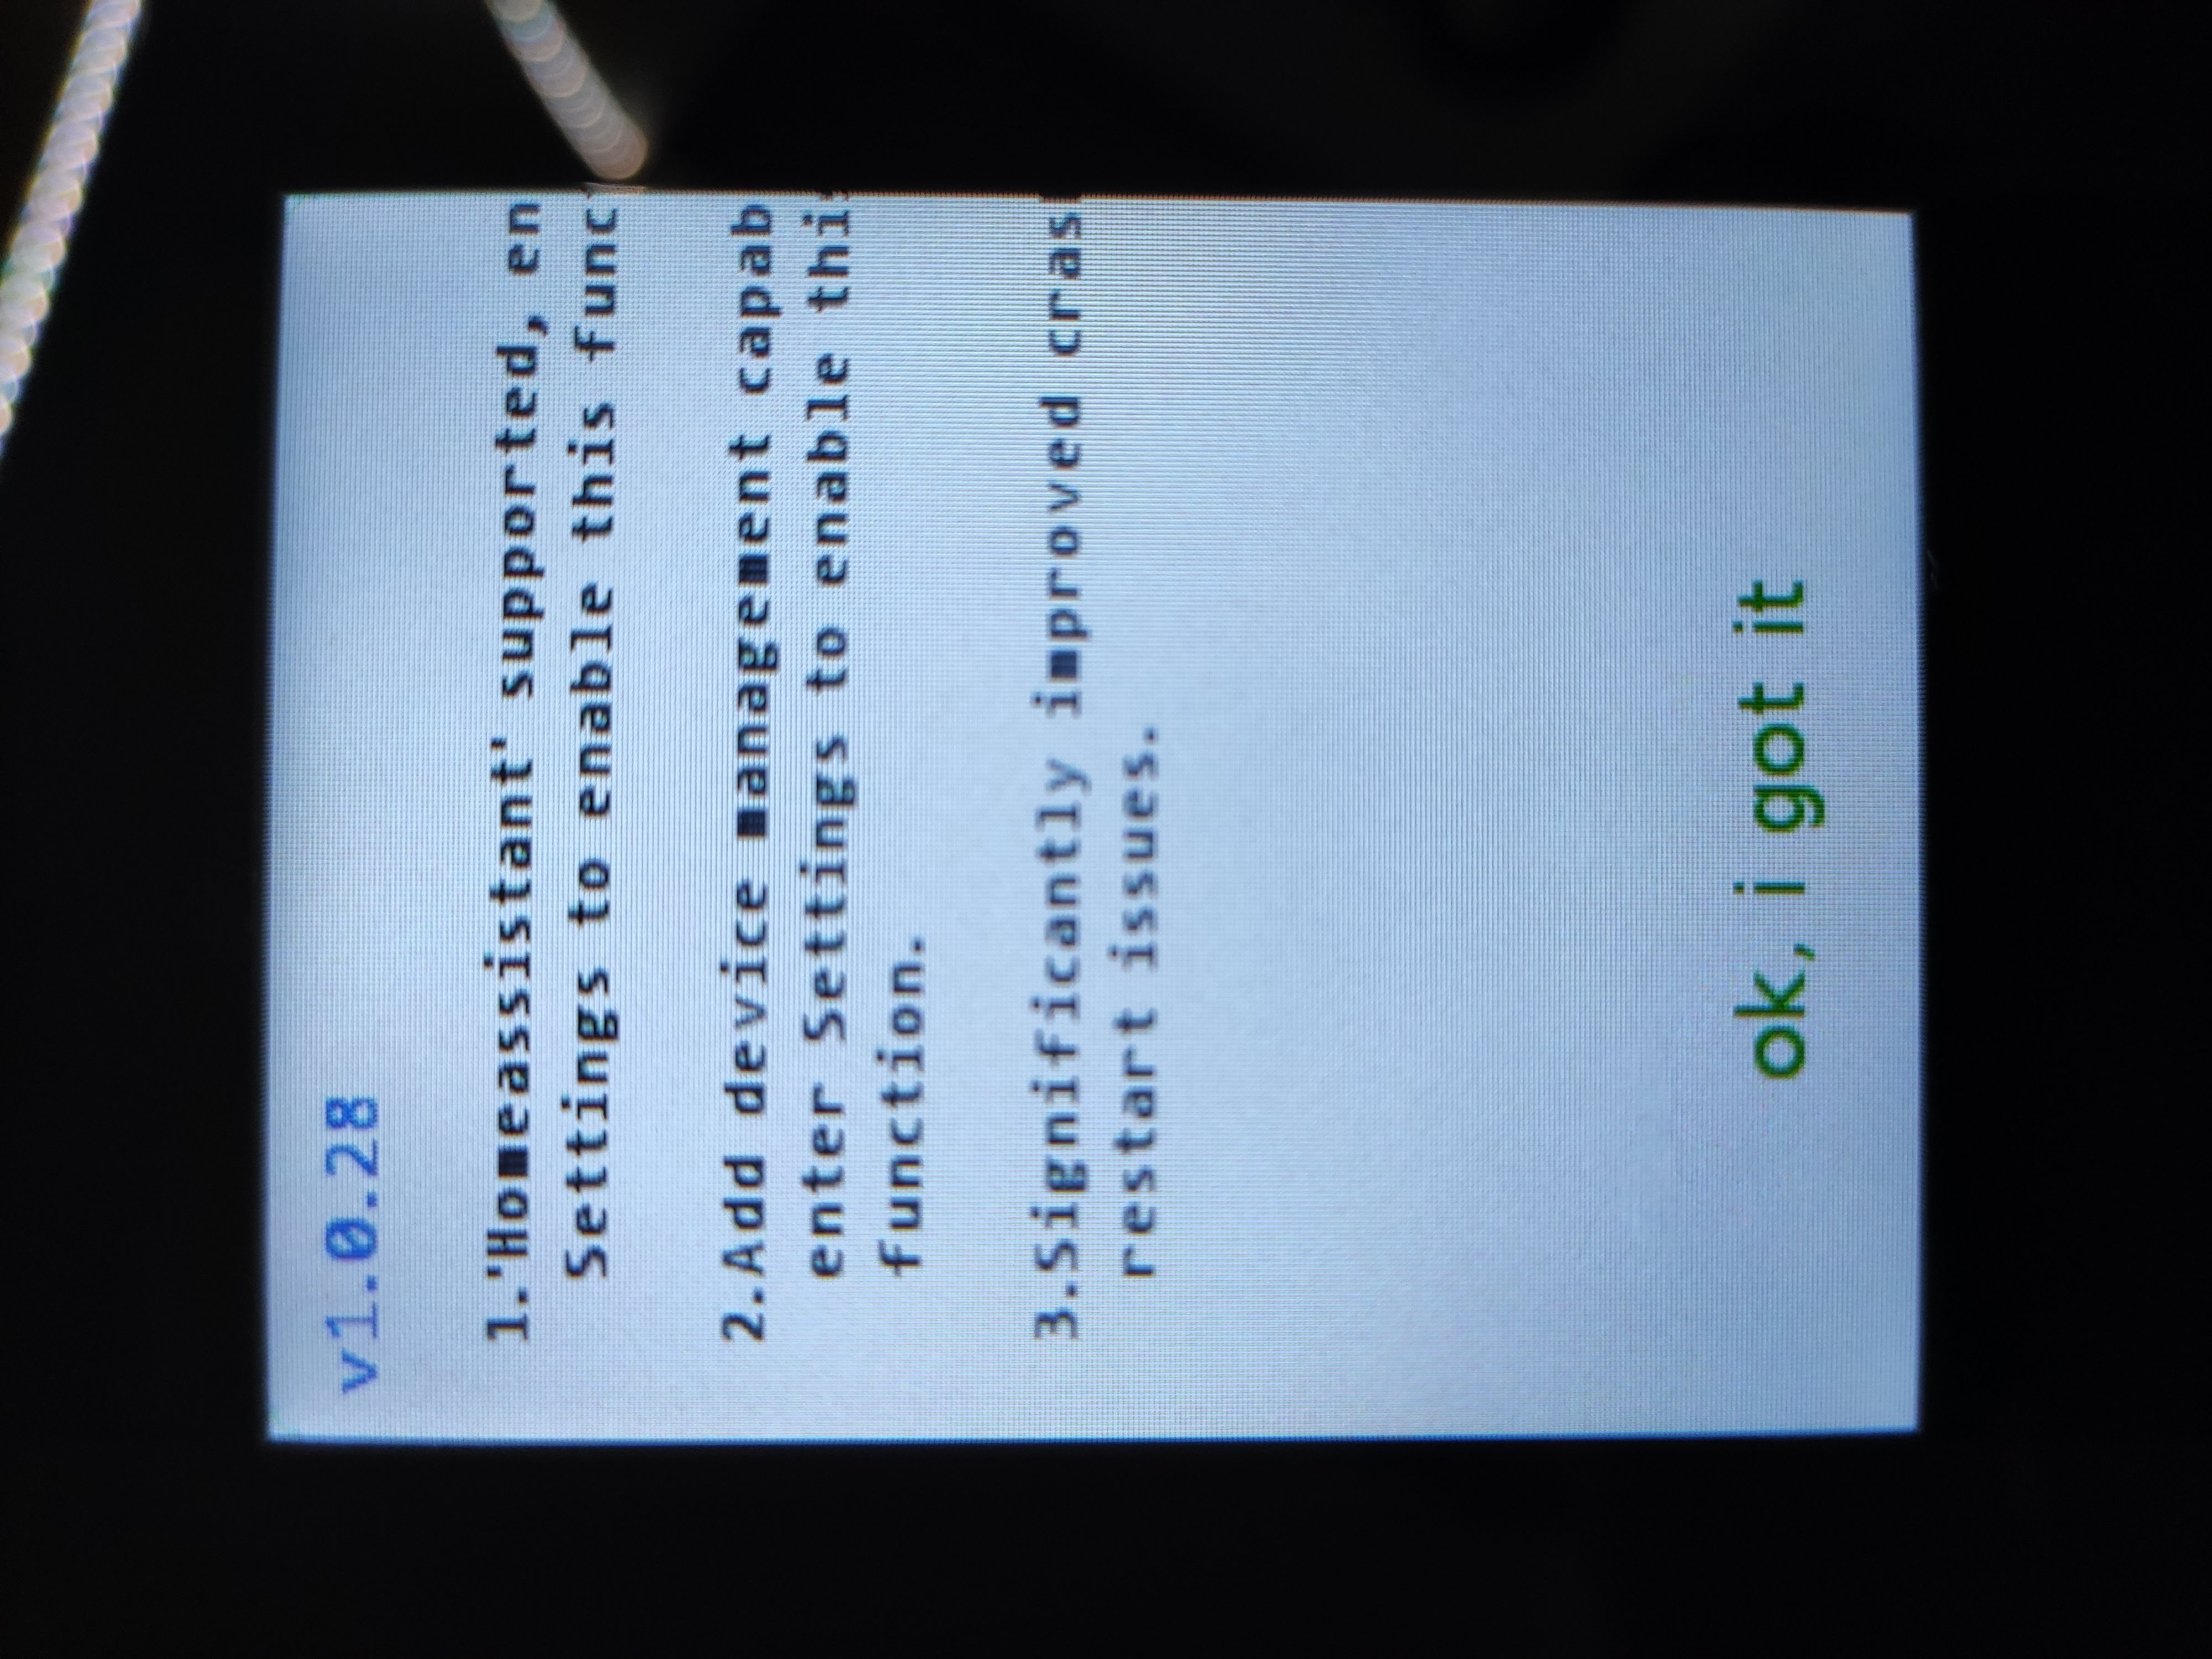 v1.0.28
1.'Homeassistant' supported, en
Settings to enable this func
2.Add device management capab
enter Settings to enable this
function.
3.Significantly improved cras
restart issues.
ok, i got it